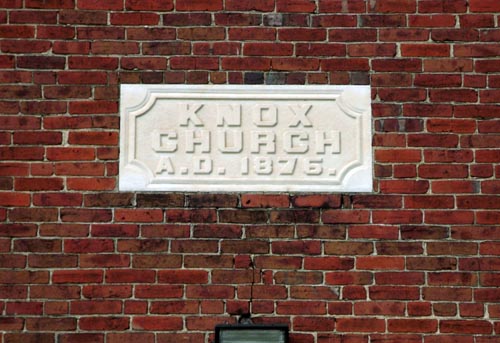 KNOX
CHURCH
A.D. 1875.